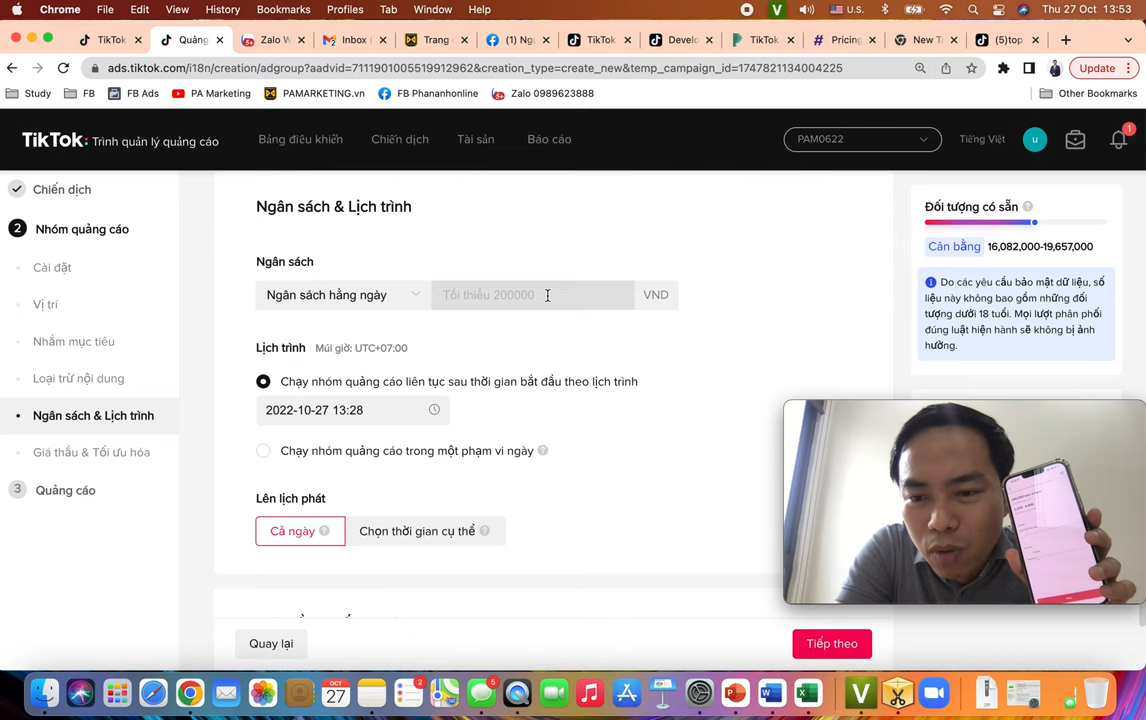 Chrome File Edit View History Bookmarks Profiles Tab Window Help V U.S. Thu 27 Oct 13:53
TikTok Quảng Zalo W Inbox ( Trang (1) Ng TikTok Develo TikTok Pricing New T (5)top
ads.tiktok.com/i18n/creation/adgroup?aadvid=7111901005519912962&creation_type=create_new&temp_campaign_id=1747821134004225 Update
Study FB FB Ads PA Marketing PAMARKETING.vn FB Phananhonline Zalo 0989623888 Other Bookmarks
TikTok: Trình quản lý quảng cáo Bảng điều khiển Chiến dịch Tài sản Báo cáo PAM0622 Tiếng Việt u 1
Chiến dịch
2 Nhóm quảng cáo
Cài đặt
Vị trí
Nhắm mục tiêu
Loại trừ nội dung
Ngân sách & Lịch trình
Giá thầu & Tối ưu hóa
3 Quảng cáo
Ngân sách & Lịch trình
Ngân sách
Ngân sách hằng ngày Tối thiểu 200000 VND
Lịch trình Múi giờ: UTC+07:00
Chạy nhóm quảng cáo liên tục sau thời gian bắt đầu theo lịch trình
2022-10-27 13:28
Chạy nhóm quảng cáo trong một phạm vi ngày
Lên lịch phát
Cả ngày Chọn thời gian cụ thể
Quay lại Tiếp theo
Đối tượng có sẵn
Cân bằng 16,082,000-19,657,000
Do các yêu cầu bảo mật dữ liệu, số
liệu này không bao gồm những đối
tượng dưới 18 tuổi. Mọi lượt phân phối
đúng luật hiện hành sẽ không bị ảnh
hưởng.
OCT
27 2 5 V
ZIP